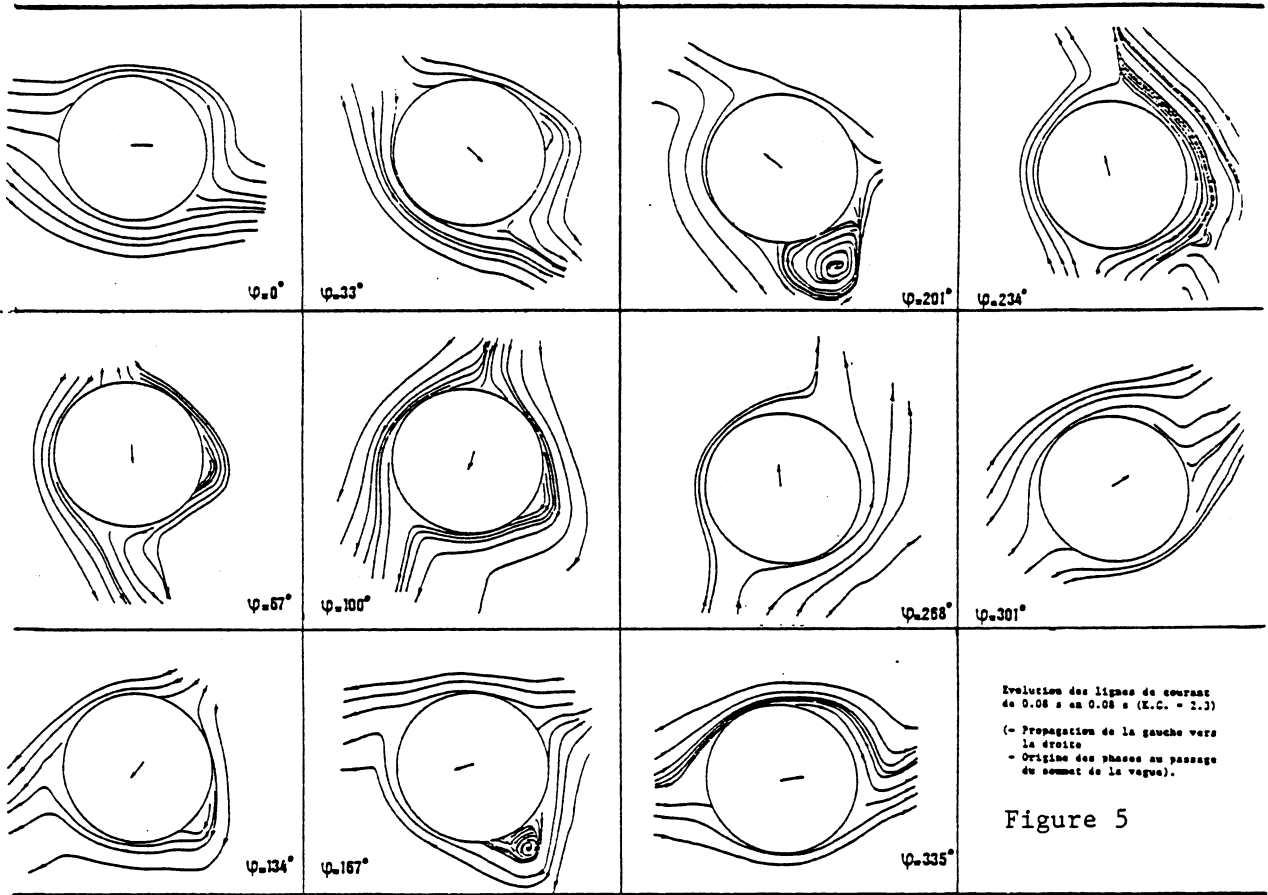 φ=0°
φ=33°
φ=201°
φ=234°
φ=67°
φ=100°
φ=268°
φ=301°
φ=134°
φ=167°
φ=335°
Evolution des lignes de courant
de 0.08 s en 0.08 s (K.C. = 2.3)
(- Propagation de la gauche vers
la droite
- Origine des phases au passage
du sommet de la vague).
Figure 5